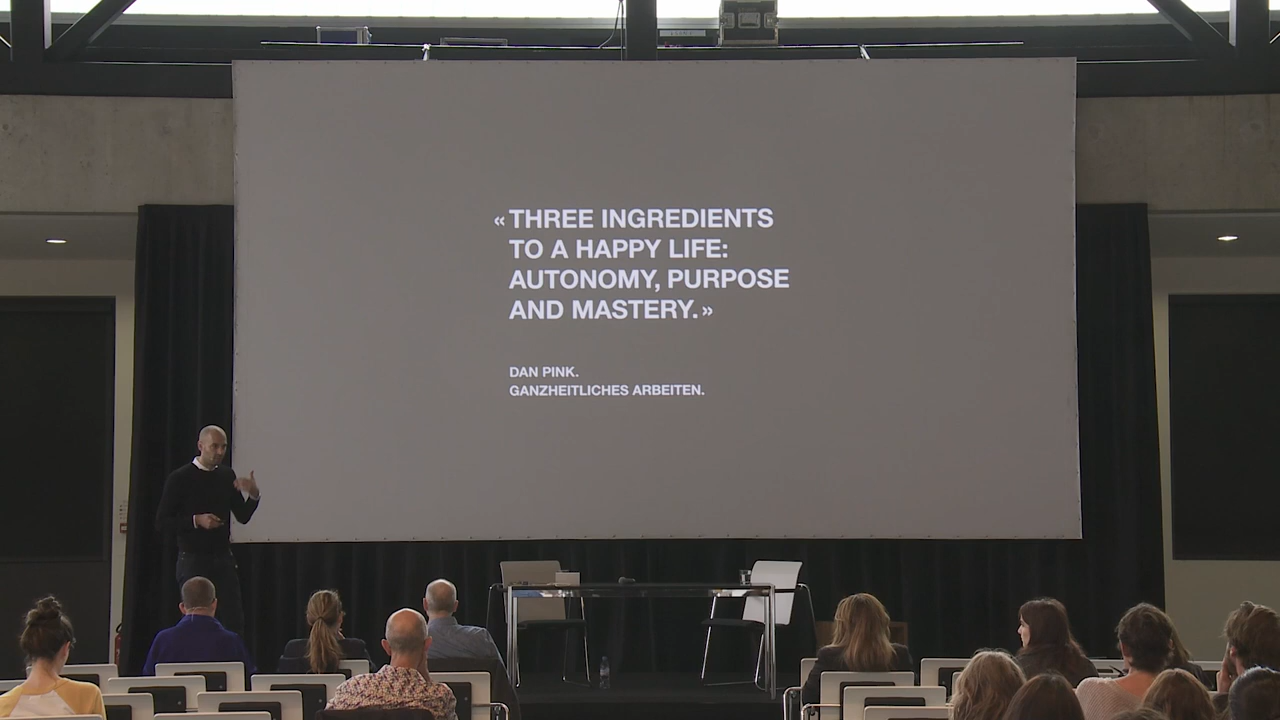 «THREE INGREDIENTS
TO A HAPPY LIFE:
AUTONOMY, PURPOSE
AND MASTERY.»
DAN PINK.
GANZHEITLICHES ARBEITEN.